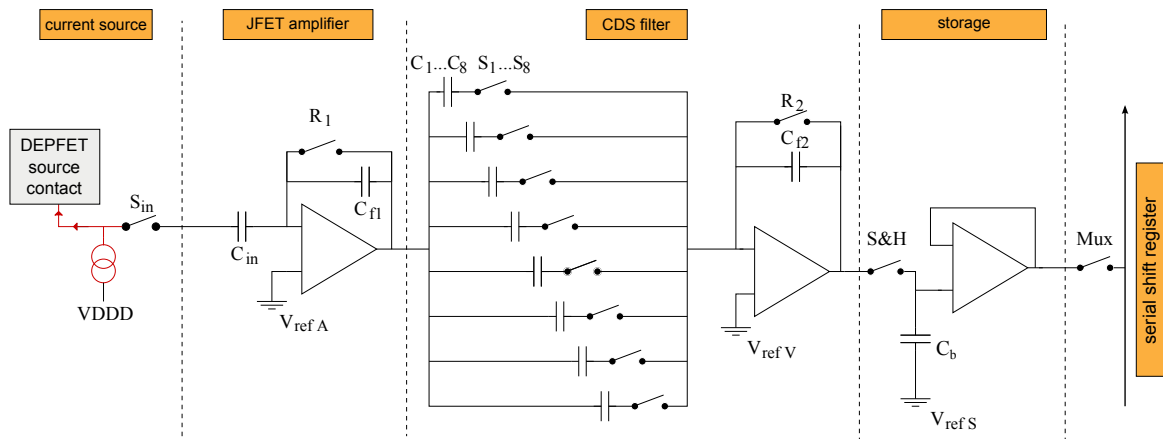 current source
JFET amplifier
CDS filter
storage
C1...C8
S1...S8
R1
R2
DEPFET
source
contact
Cf2
Sin
Cf1
S&H
Mux
Cin
VDDD
Vref A
Vref V
Cb
Vref S
serial shift register